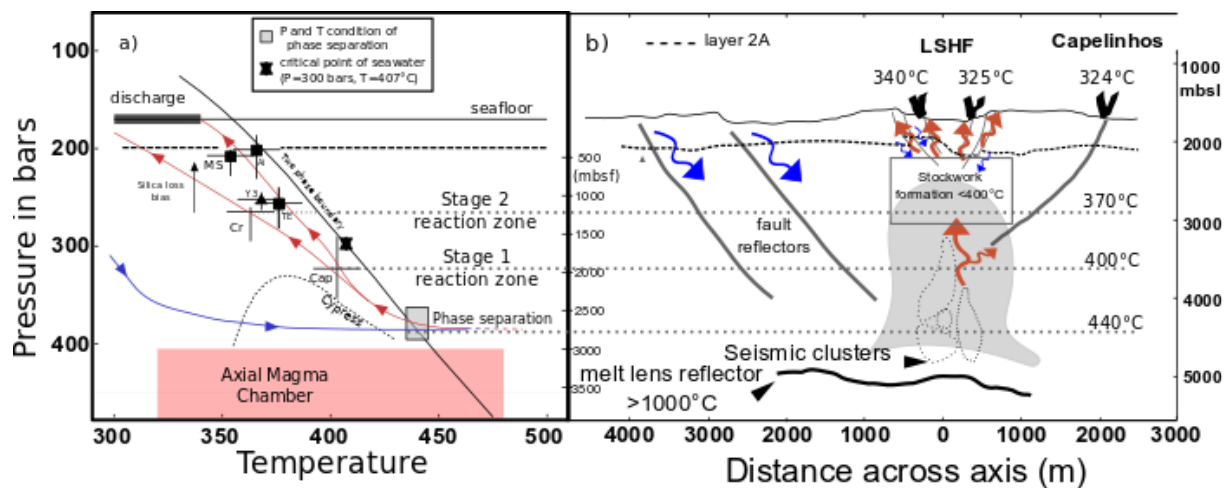 a)
P and T condition of
phase separation
critical point of seawater
(P=300 bars, T=407°C)
discharge
seafloor
100
200
300
400
Pressure in bars
MS
Y3
Cr
Cap
Silica loss
bias
Two phase boundary
500
(mbsf)
1000
1500
2000
2500
3000
3500
Stage 2
reaction zone
Stage 1
reaction zone
Cypress
Phase separation
Axial Magma
Chamber
300
350
400
450
500
Temperature
b)
layer 2A
LSHF
Capelinhos
340°C
325°C
324°C
1000
mbsl
2000
3000
4000
5000
Stockwork
formation <400°C
fault
reflectors
370°C
400°C
440°C
Seismic clusters
melt lens reflector
>1000°C
4000
3000
2000
1000
0
1000
2000
3000
Distance across axis (m)